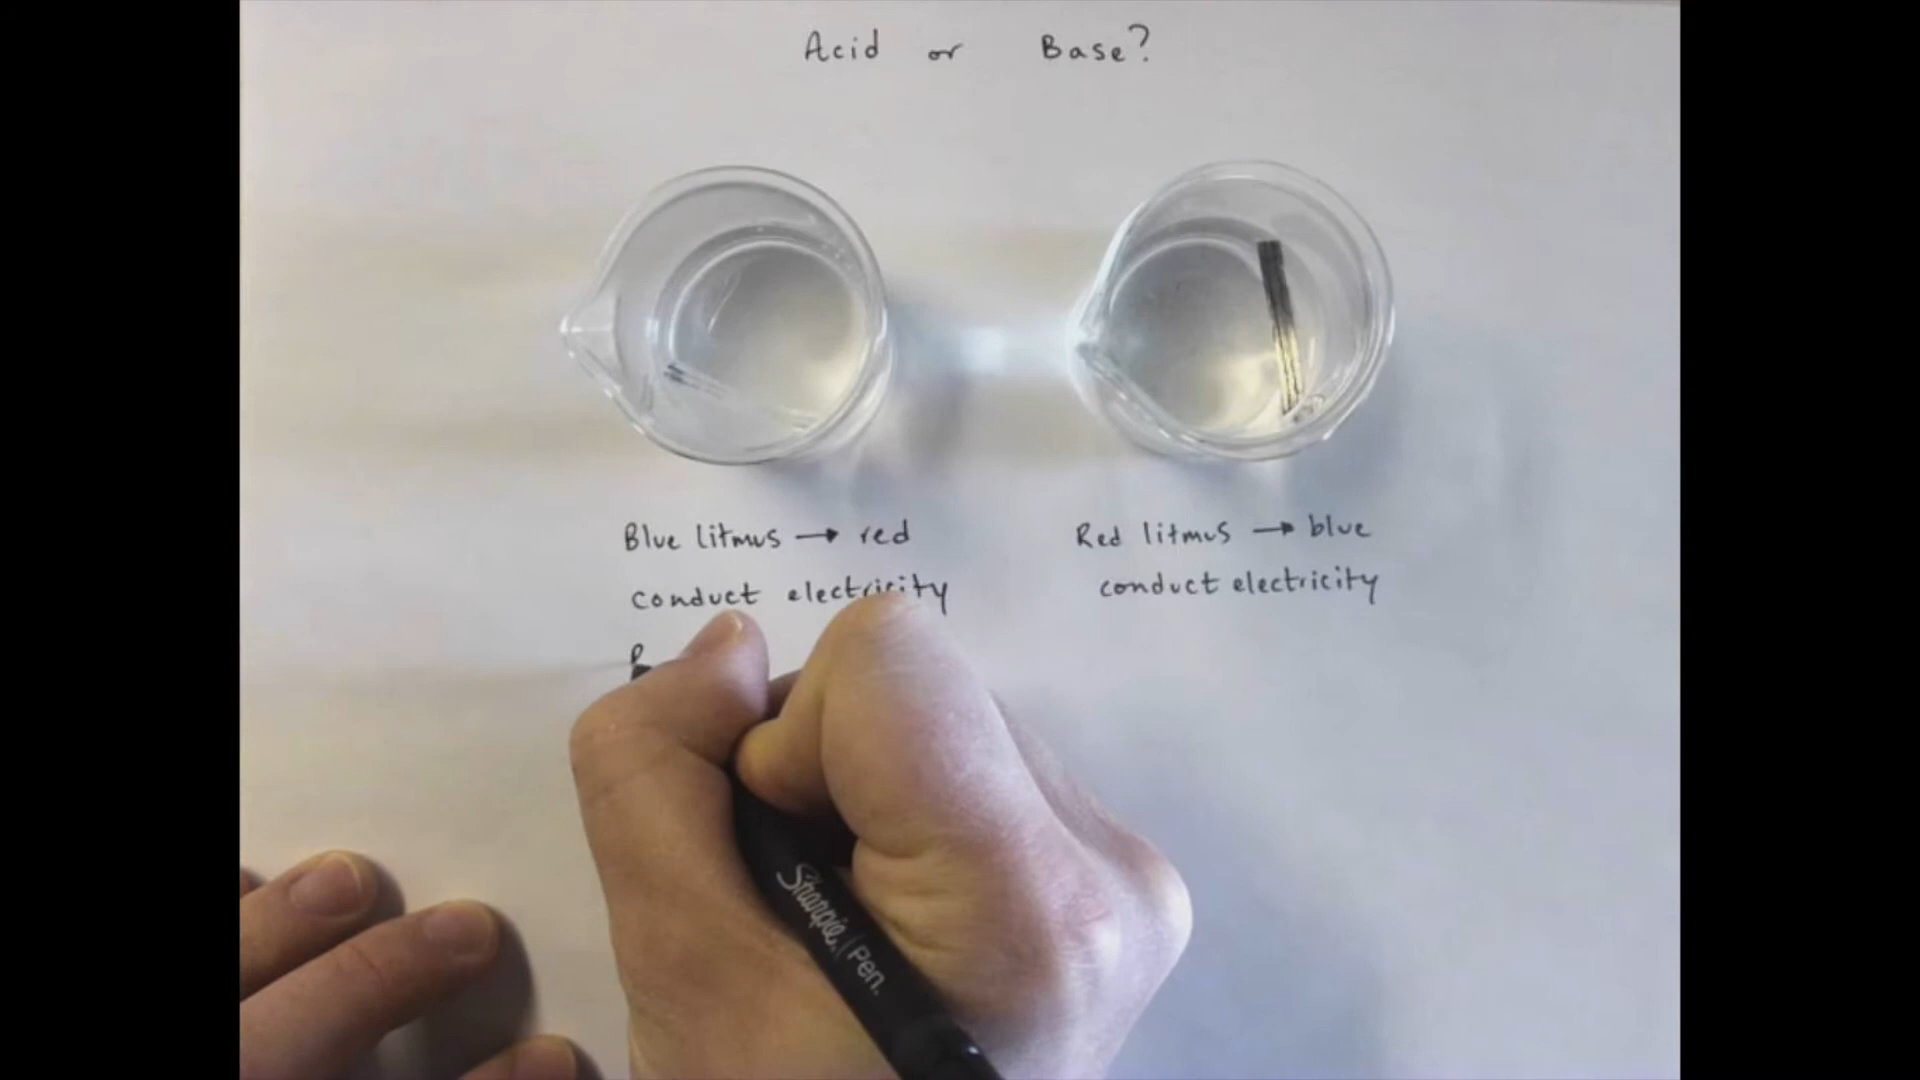 Acid or Base?
Blue litmus → red
conduct electricity
Red litmus → blue
conduct electricity
Sharpie. Pen.